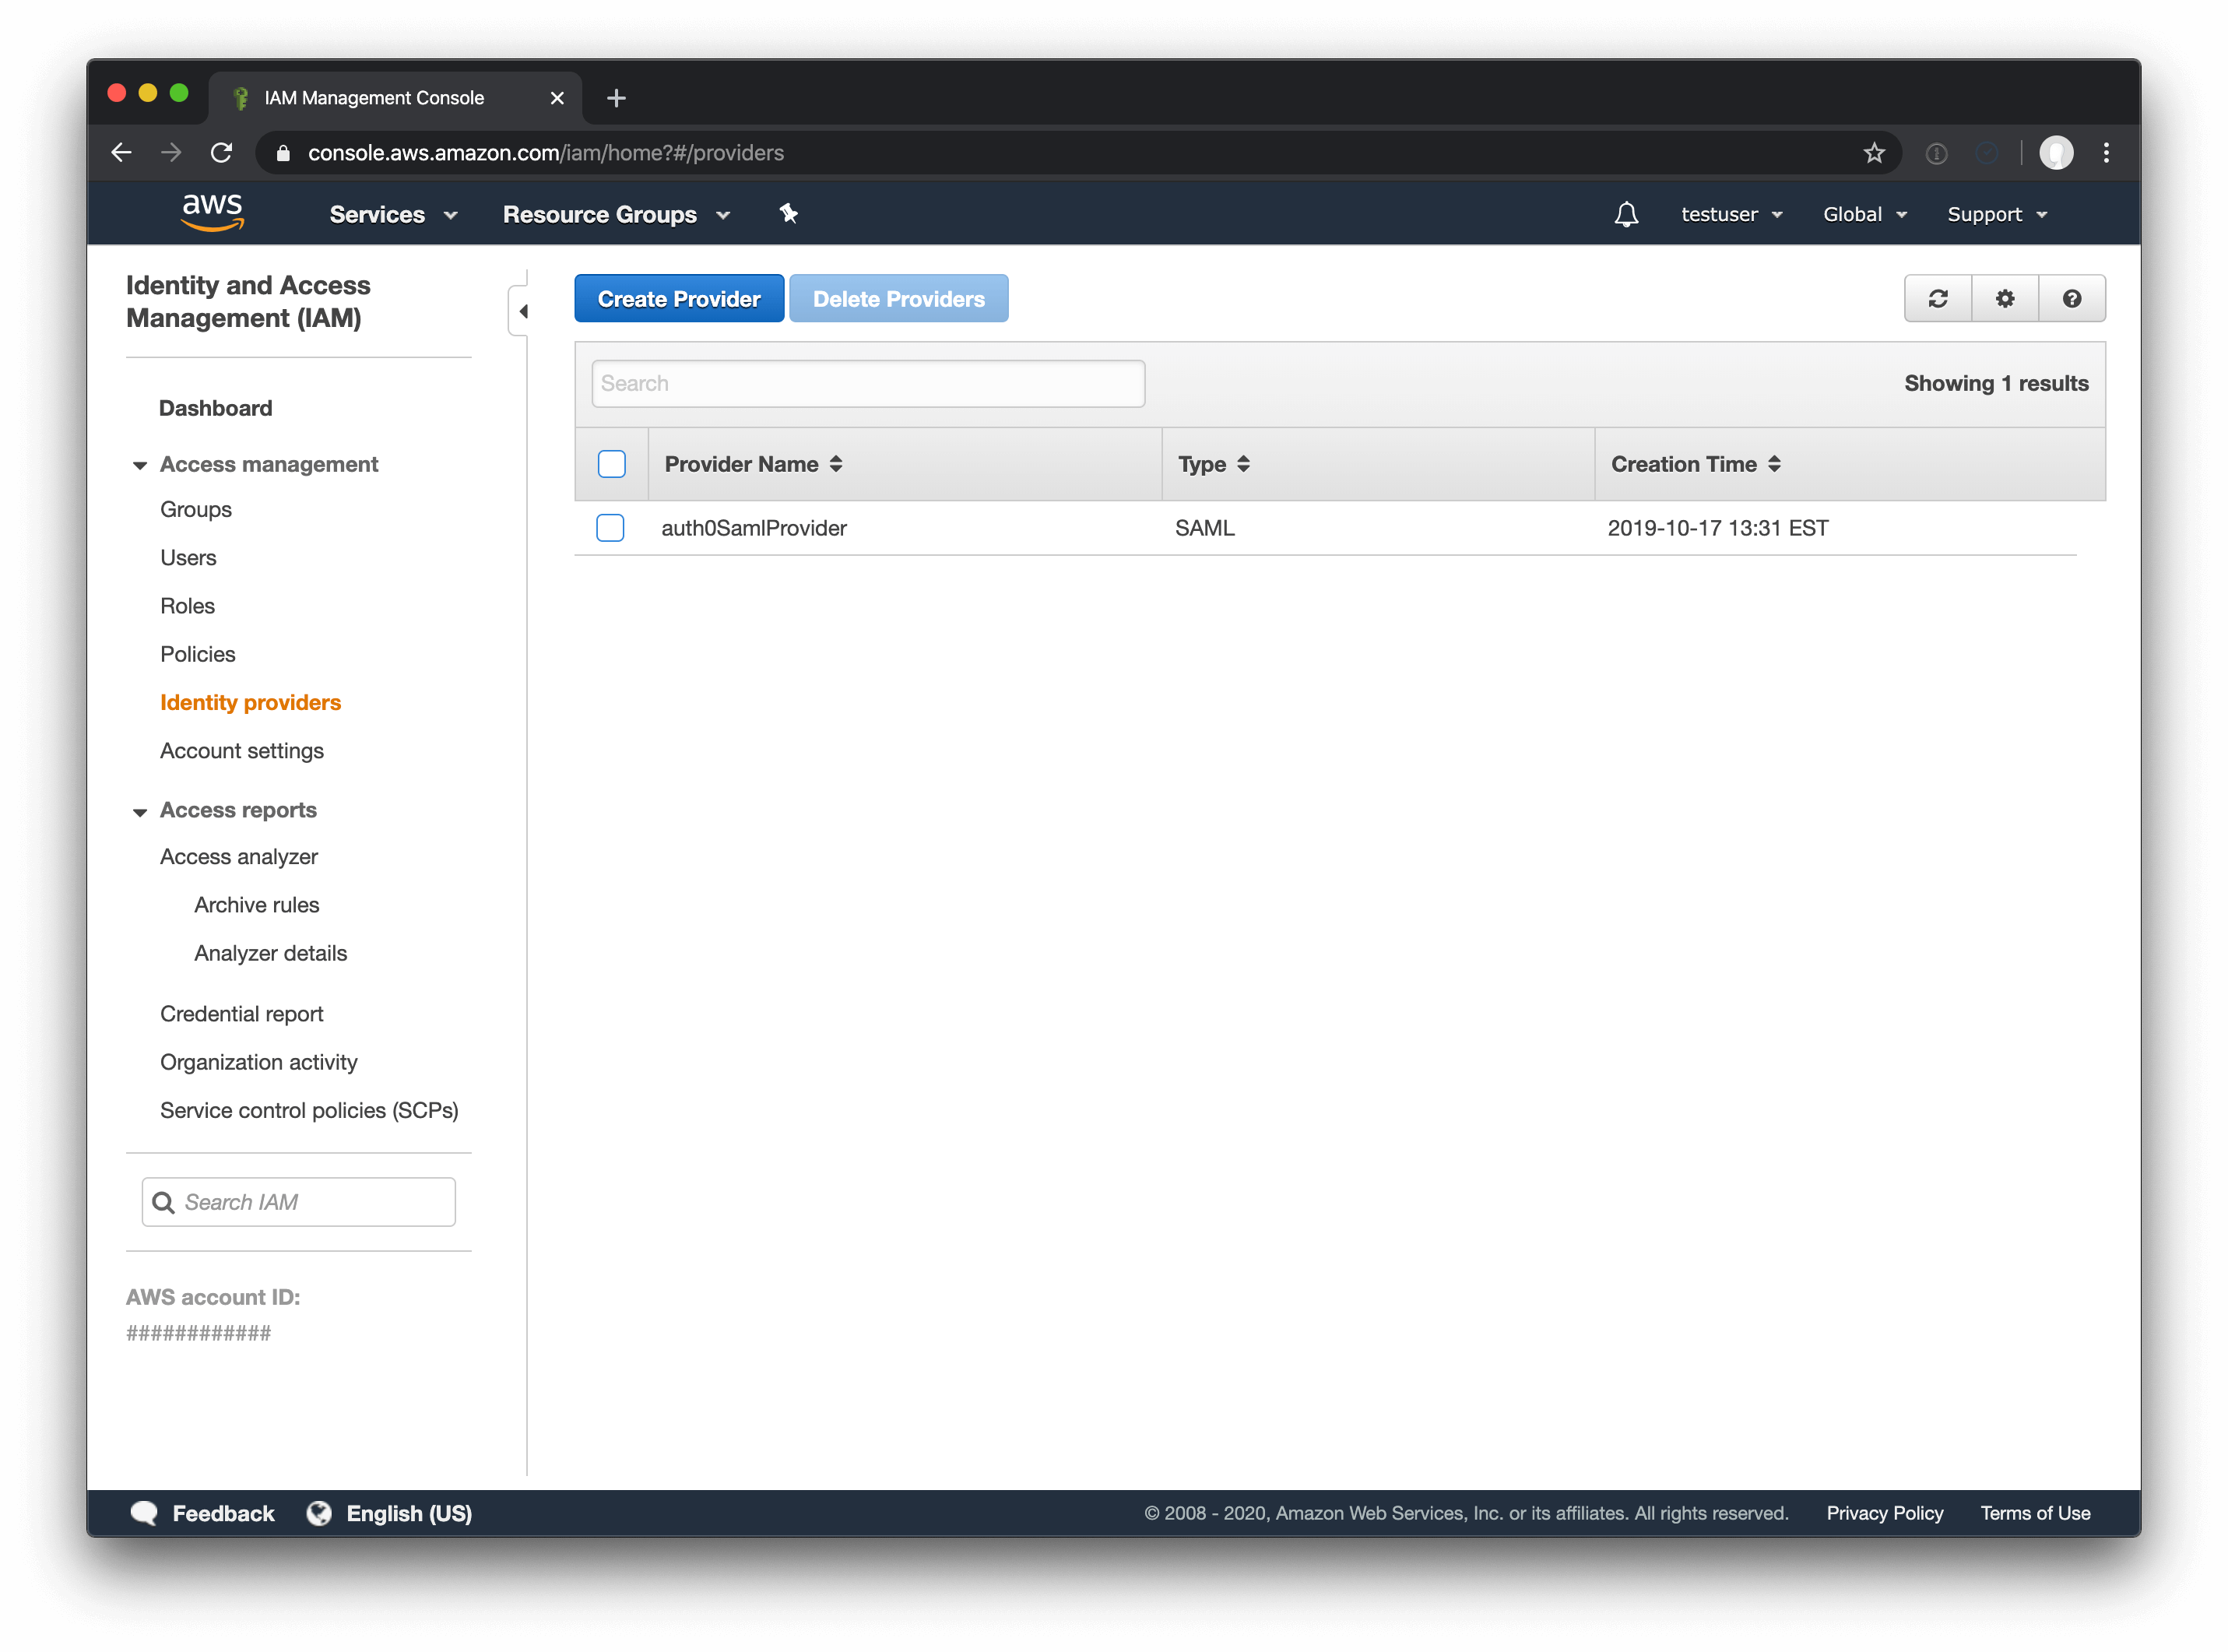 IAM Management Console
console.aws.amazon.com/iam/home?#/providers
aws
Services
Resource Groups
testuser
Global
Support
Identity and Access
Management (IAM)
Dashboard
Access management
Groups
Users
Roles
Policies
Identity providers
Account settings
Access reports
Access analyzer
Archive rules
Analyzer details
Credential report
Organization activity
Service control policies (SCPs)
Search IAM
AWS account ID:
############
Create Provider
Delete Providers
Search
Showing 1 results
Provider Name
Type
Creation Time
auth0SamlProvider
SAML
2019-10-17 13:31 EST
Feedback
English (US)
© 2008 - 2020, Amazon Web Services, Inc. or its affiliates. All rights reserved.
Privacy Policy
Terms of Use